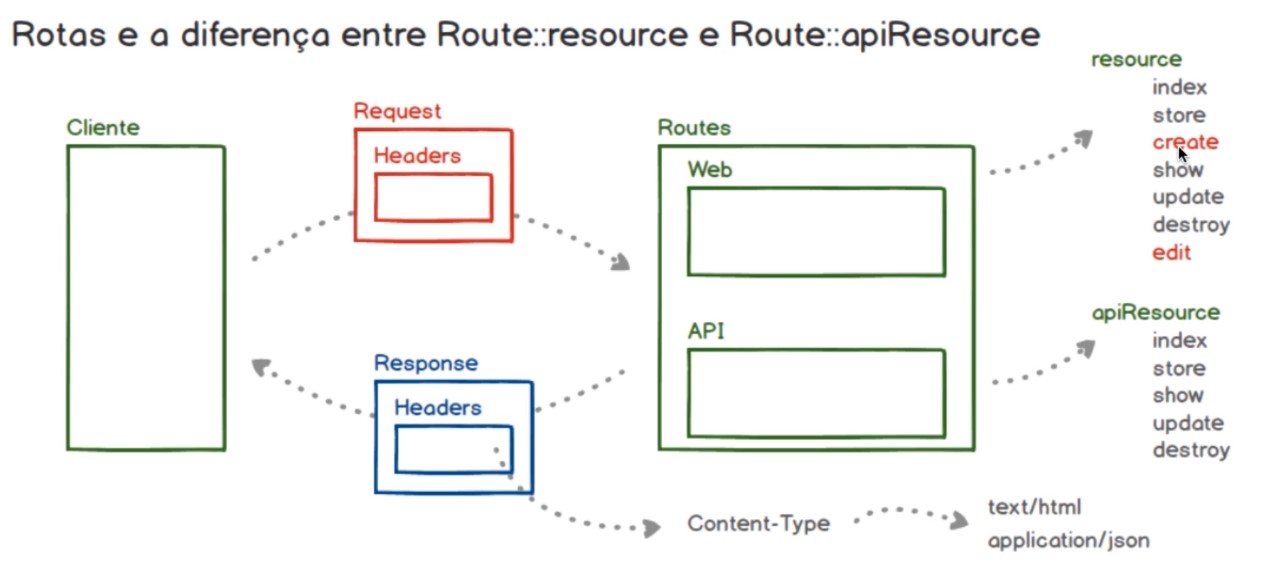 Rotas e a diferença entre Route::resource e Route::apiResource
Cliente
Request
Headers
Response
Headers
Routes
Web
API
resource
index
store
create
show
update
destroy
edit
apiResource
index
store
show
update
destroy
Content-Type
text/html
application/json